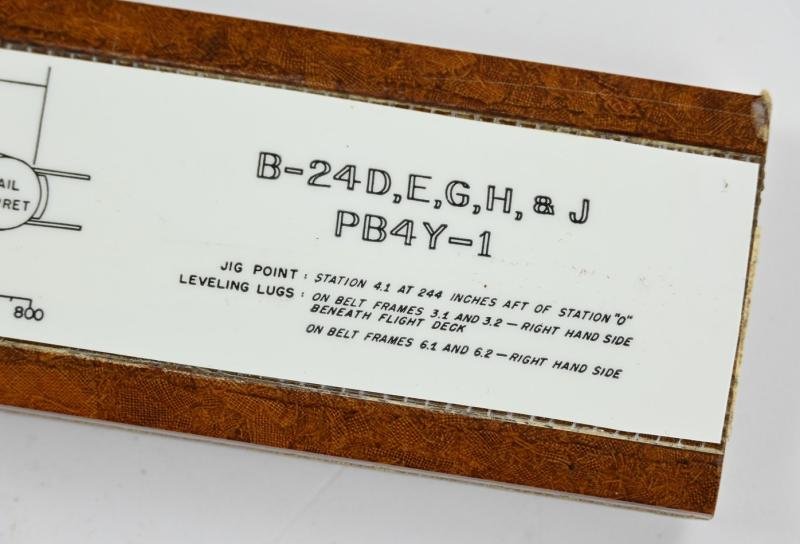 B-24D,E,G,H, & J
PB4Y-1
JIG POINT : STATION 4.1 AT 244 INCHES AFT OF STATION "O"
LEVELING LUGS : ON BELT FRAMES 3.1 AND 3.2 — RIGHT HAND SIDE
BENEATH FLIGHT DECK
ON BELT FRAMES 6.1 AND 6.2 — RIGHT HAND SIDE
AIL
RET
800